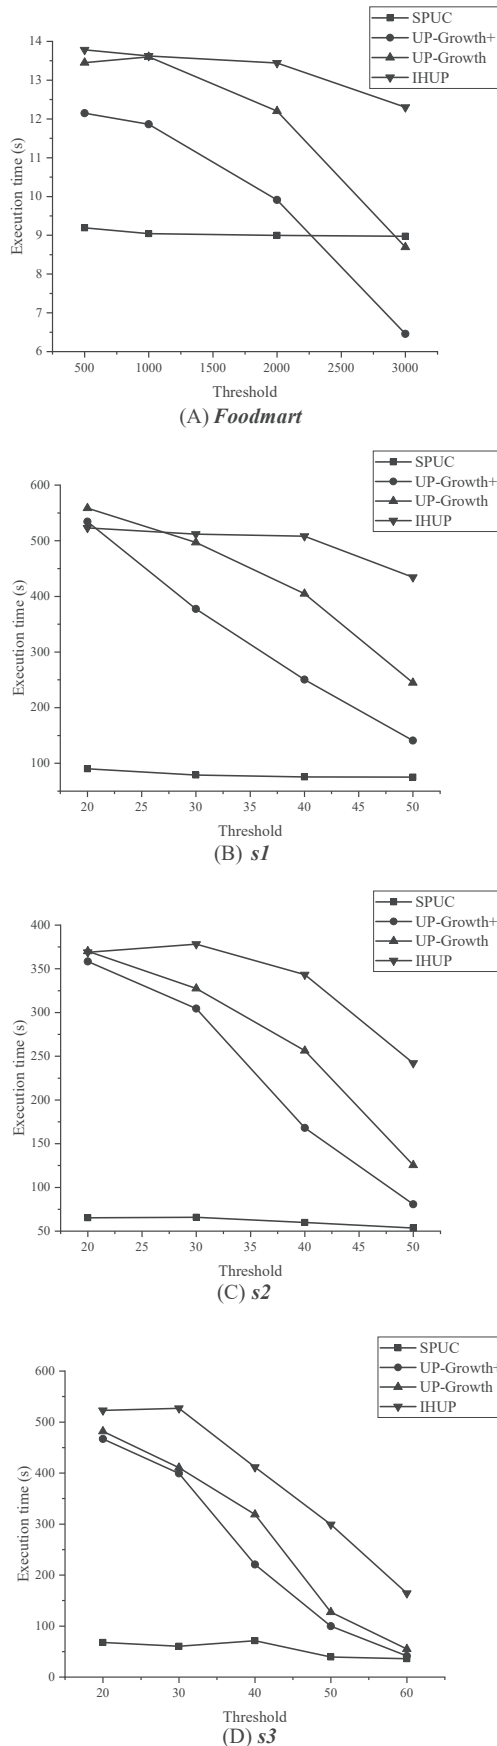 SPUC
UP-Growth+
UP-Growth
IHUP
14
13
12
11
10
9
8
7
6
Execution time (s)
500 1000 1500 2000 2500 3000
Threshold
(A) Foodmart
SPUC
UP-Growth+
UP-Growth
IHUP
600
500
400
300
200
100
Execution time (s)
20 25 30 35 40 45 50
Threshold
(B) s1
SPUC
UP-Growth+
UP-Growth
IHUP
400
350
300
250
200
150
100
50
Execution time (s)
20 25 30 35 40 45 50
Threshold
(C) s2
SPUC
UP-Growth+
UP-Growth
IHUP
600
500
400
300
200
100
0
Execution time (s)
20 30 40 50 60
Threshold
(D) s3